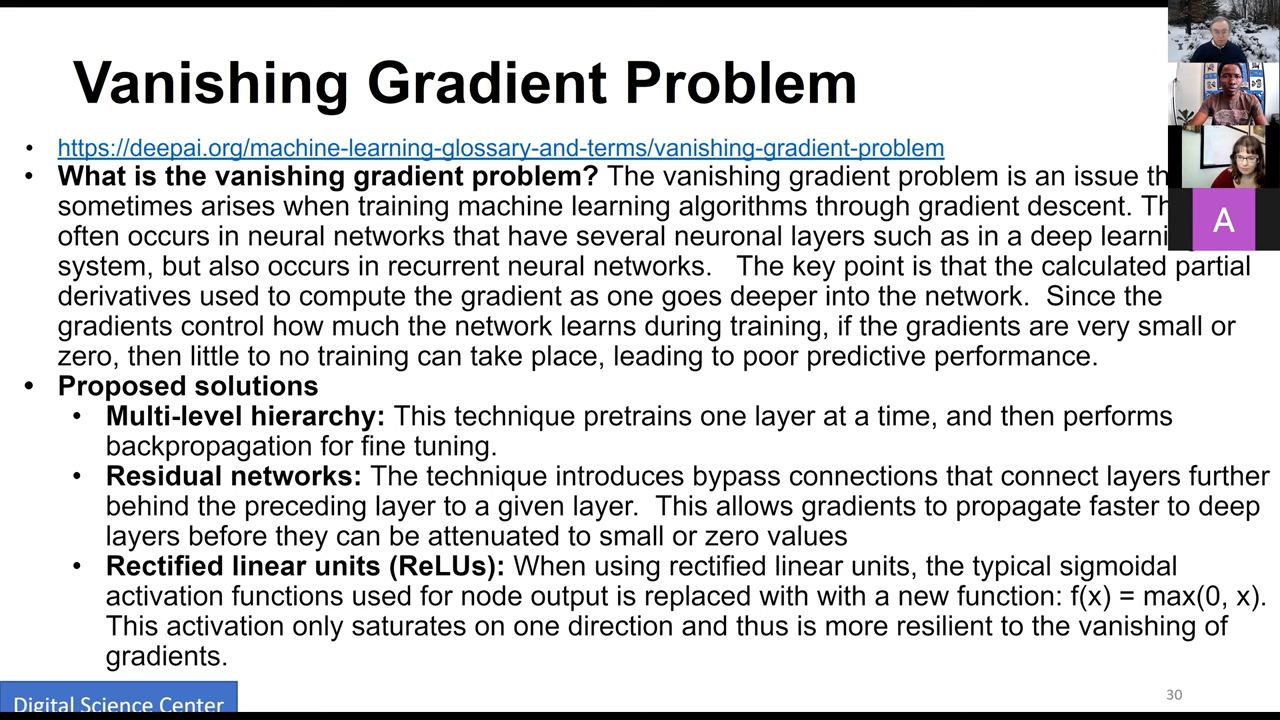 Vanishing Gradient Problem
• https://deepai.org/machine-learning-glossary-and-terms/vanishing-gradient-problem
• What is the vanishing gradient problem? The vanishing gradient problem is an issue
sometimes arises when training machine learning algorithms through gradient descent.
often occurs in neural networks that have several neuronal layers such as in a deep
system, but also occurs in recurrent neural networks. The key point is that the calculated partial
derivatives used to compute the gradient as one goes deeper into the network. Since the
gradients control how much the network learns during training, if the gradients are very small or
zero, then little to no training can take place, leading to poor predictive performance.
• Proposed solutions
• Multi-level hierarchy: This technique pretrains one layer at a time, and then performs
backpropagation for fine tuning.
• Residual networks: The technique introduces bypass connections that connect layers further
behind the preceding layer to a given layer. This allows gradients to propagate faster to deep
layers before they can be attenuated to small or zero values
• Rectified linear units (ReLUs): When using rectified linear units, the typical sigmoidal
activation functions used for node output is replaced with with a new function: f(x) = max(0, x).
This activation only saturates on one direction and thus is more resilient to the vanishing of
gradients.
Digital Science Center
30
A